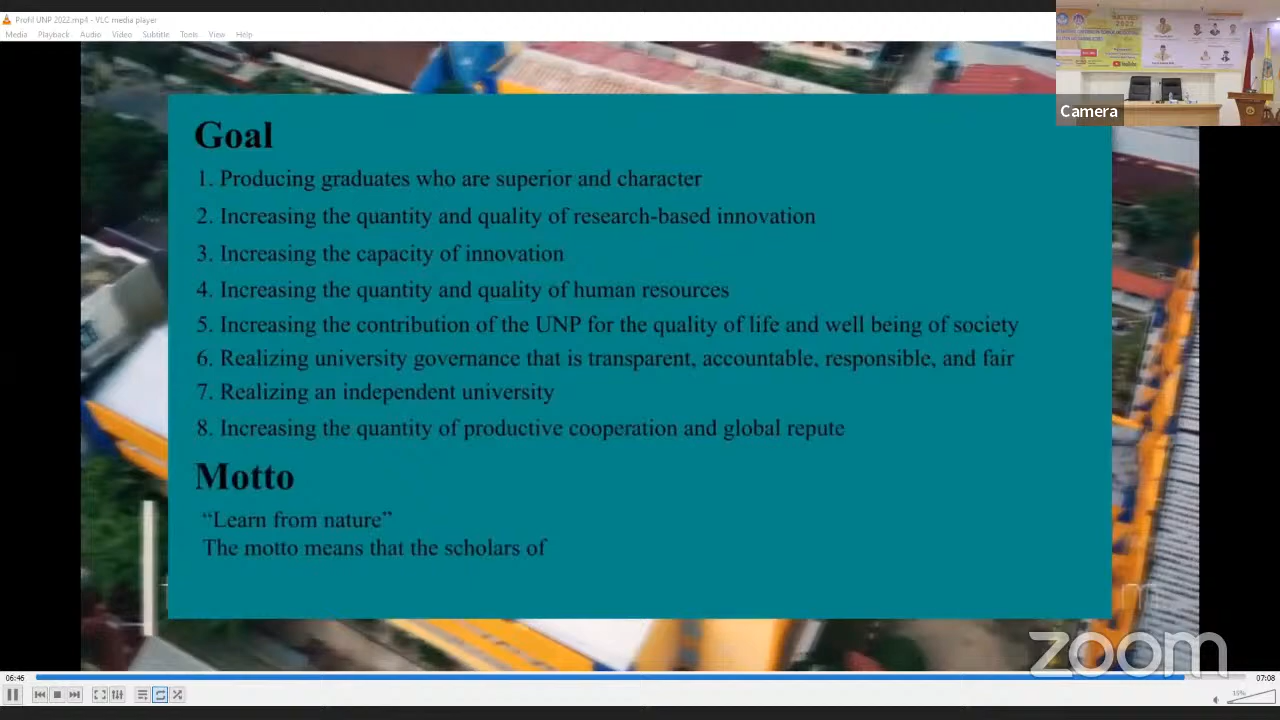 Profil UNP 2022.mp4 - VLC media player
Media Playback Audio Video Subtitle Tools View Help
2022
YouTube
Camera
Goal
1. Producing graduates who are superior and character
2. Increasing the quantity and quality of research-based innovation
3. Increasing the capacity of innovation
4. Increasing the quantity and quality of human resources
5. Increasing the contribution of the UNP for the quality of life and well being of society
6. Realizing university governance that is transparent, accountable, responsible, and fair
7. Realizing an independent university
8. Increasing the quantity of productive cooperation and global repute
Motto
“Learn from nature”
The motto means that the scholars of
zoom
06:46
07:08
15%